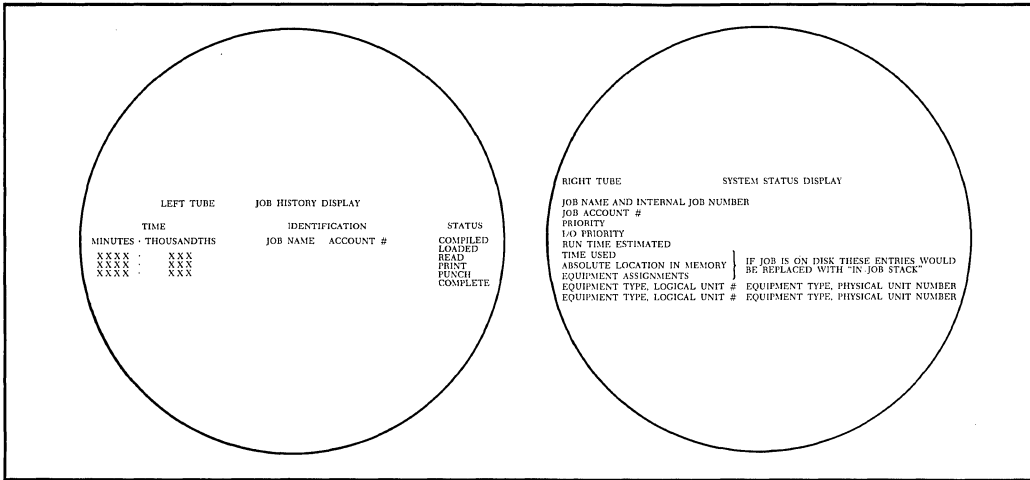 LEFT TUBE JOB HISTORY DISPLAY
TIME IDENTIFICATION STATUS
MINUTES · THOUSANDTHS JOB NAME ACCOUNT # COMPILED
LOADED
XXXX · XXX READ
XXXX · XXX PRINT
XXXX · XXX PUNCH
COMPLETE
RIGHT TUBE SYSTEM STATUS DISPLAY
JOB NAME AND INTERNAL JOB NUMBER
JOB ACCOUNT #
PRIORITY
I/O PRIORITY
RUN TIME ESTIMATED
TIME USED
ABSOLUTE LOCATION IN MEMORY
EQUIPMENT ASSIGNMENTS
IF JOB IS ON DISK THESE ENTRIES WOULD
BE REPLACED WITH "IN JOB STACK"
EQUIPMENT TYPE, LOGICAL UNIT # EQUIPMENT TYPE, PHYSICAL UNIT NUMBER
EQUIPMENT TYPE, LOGICAL UNIT # EQUIPMENT TYPE, PHYSICAL UNIT NUMBER